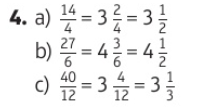 4. a) 14/4 = 3 2/4 = 3 1/2
b) 27/6 = 4 3/6 = 4 1/2
c) 40/12 = 3 4/12 = 3 1/3